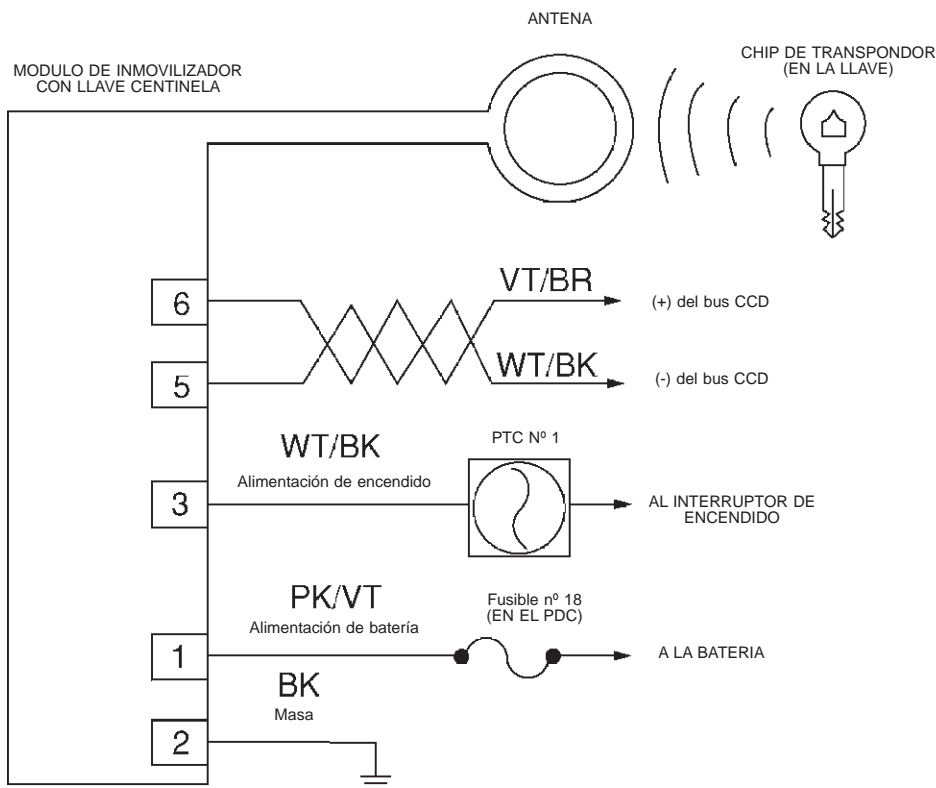 ANTENA
MODULO DE INMOVILIZADOR
CON LLAVE CENTINELA
CHIP DE TRANSPONDOR
(EN LA LLAVE)
6
VT/BR
(+) del bus CCD
5
WT/BK
(-) del bus CCD
WT/BK
PTC Nº 1
Alimentación de encendido
3
AL INTERRUPTOR DE
ENCENDIDO
PK/VT
Fusible nº 18
(EN EL PDC)
Alimentación de batería
1
A LA BATERIA
BK
Masa
2